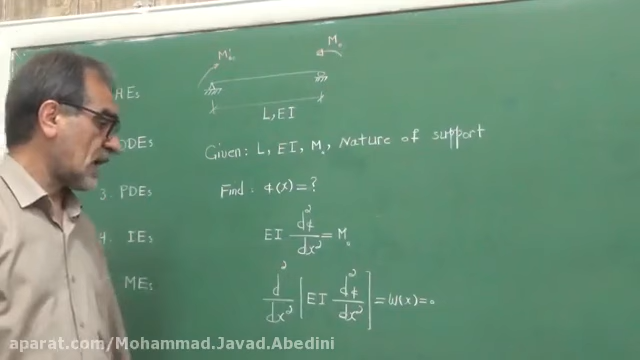 M₀
M₀
L, EI
REs
ODEs
3. PDEs
4. IEs
MEs
Given: L, EI, M₀, Nature of support
Find: φ(x) = ?
EI d²φ/dx² = M₀
d²/dx² [EI d²φ/dx²] = W(x) = 0
aparat.com/Mohammad.Javad.Abedini